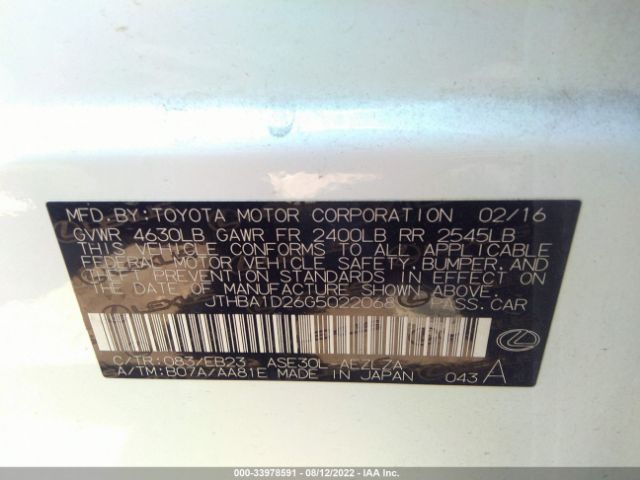 MFD.BY:TOYOTA MOTOR CORPORATION 02/16
GVWR 4630LB GAWR FR 2400LB RR 2545LB
THIS VEHICLE CONFORMS TO ALL APPLICABLE
FEDERAL MOTOR VEHICLE SAFETY,BUMPER,AND
THEFT PREVENTION STANDARDS IN EFFECT ON
THE DATE OF MANUFACTURE SHOWN ABOVE.
JTHBA1D26G5022068 PASS.CAR
C/TR:083/EB23 ASE30L-AEZLZA
A/TM:B07A/AA81E MADE IN JAPAN 043 A
000-33978591 - 08/12/2022 - IAA Inc.